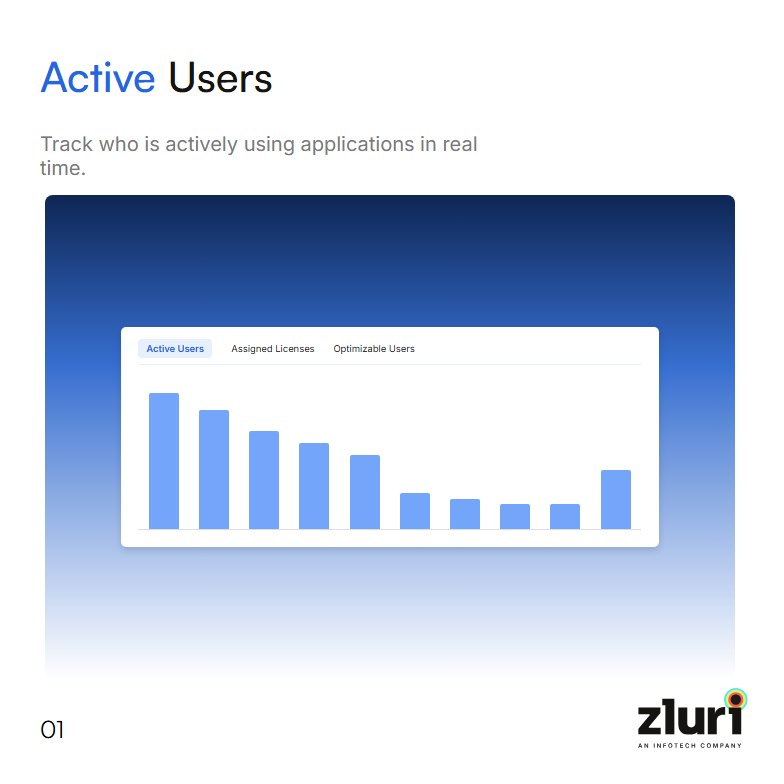 Active Users
Track who is actively using applications in real
time.
Active Users Assigned Licenses Optimizable Users
01
zluri
AN INFOTECH COMPANY